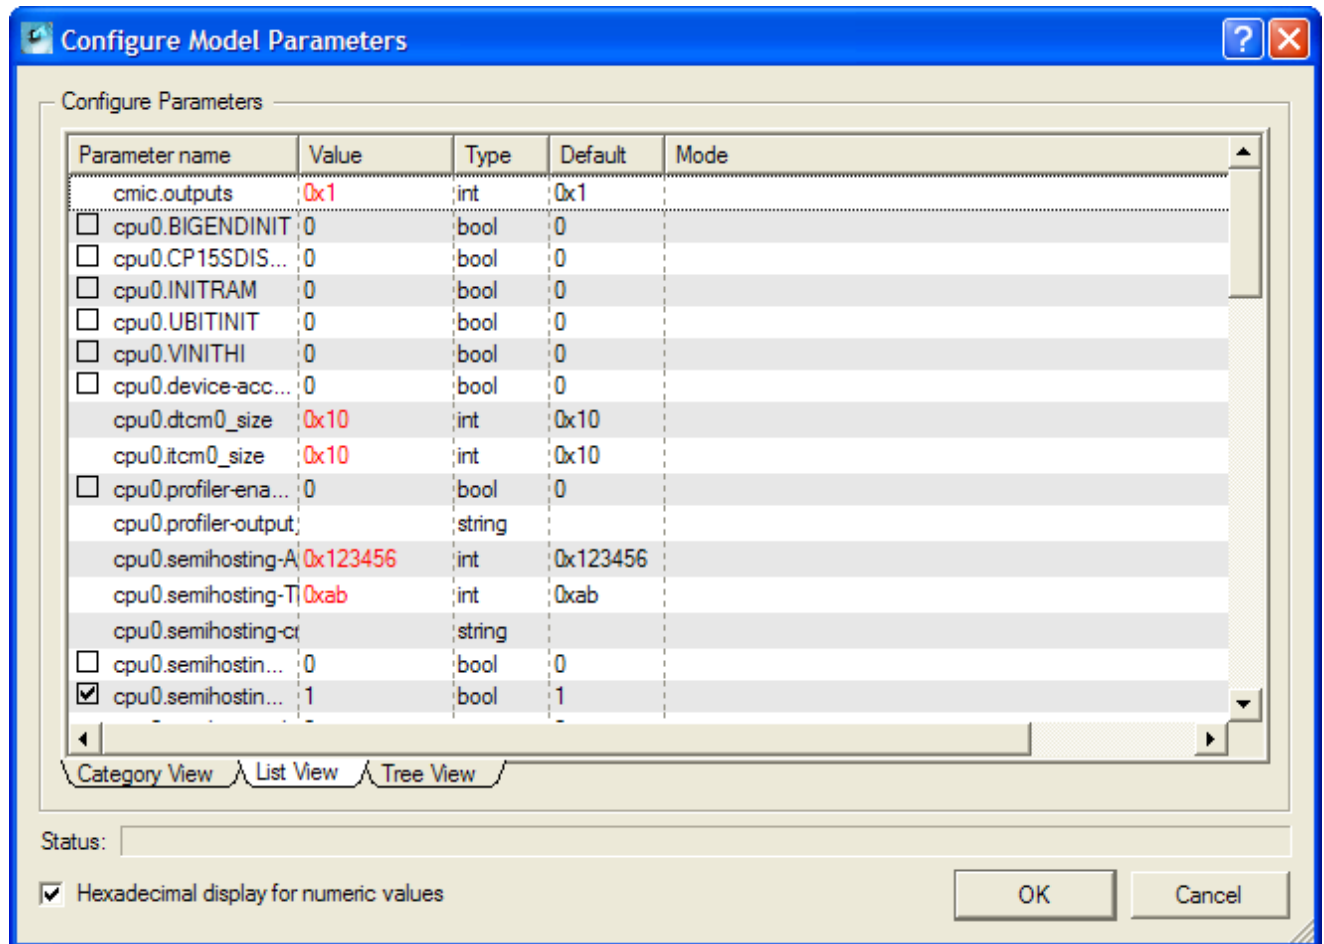 Configure Model Parameters
Configure Parameters
Parameter name Value Type Default Mode
cmic.outputs 0x1 int 0x1
cpu0.BIGENDINIT 0 bool 0
cpu0.CP15SDIS... 0 bool 0
cpu0.INITRAM 0 bool 0
cpu0.UBITINIT 0 bool 0
cpu0.VINITHI 0 bool 0
cpu0.device-acc... 0 bool 0
cpu0.dtcm0_size 0x10 int 0x10
cpu0.itcm0_size 0x10 int 0x10
cpu0.profiler-ena... 0 bool 0
cpu0.profiler-output string
cpu0.semihosting-A 0x123456 int 0x123456
cpu0.semihosting-T 0xab int 0xab
cpu0.semihosting-c string
cpu0.semihostin... 0 bool 0
cpu0.semihostin... 1 bool 1
Category View List View Tree View
Status:
Hexadecimal display for numeric values OK Cancel